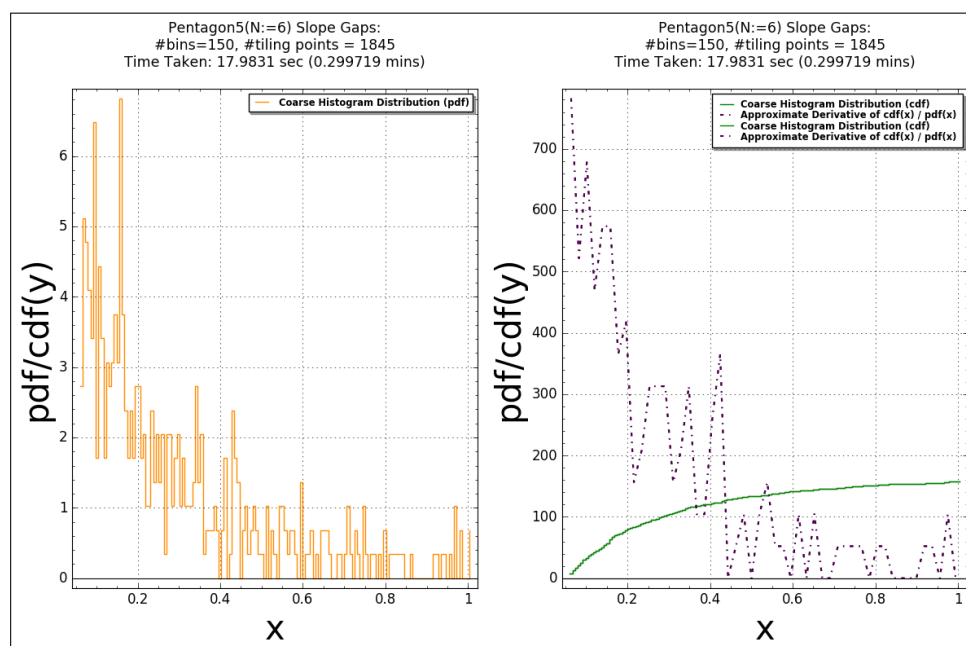 Pentagon5(N:=6) Slope Gaps:
#bins=150, #tiling points = 1845
Time Taken: 17.9831 sec (0.299719 mins)
Coarse Histogram Distribution (pdf)
pdf/cdf(y)
6
5
4
3
2
1
0
0.2
0.4
0.6
0.8
1
x
Pentagon5(N:=6) Slope Gaps:
#bins=150, #tiling points = 1845
Time Taken: 17.9831 sec (0.299719 mins)
Coarse Histogram Distribution (cdf)
Approximate Derivative of cdf(x) / pdf(x)
Coarse Histogram Distribution (cdf)
Approximate Derivative of cdf(x) / pdf(x)
pdf/cdf(y)
700
600
500
400
300
200
100
0
0.2
0.4
0.6
0.8
1
x